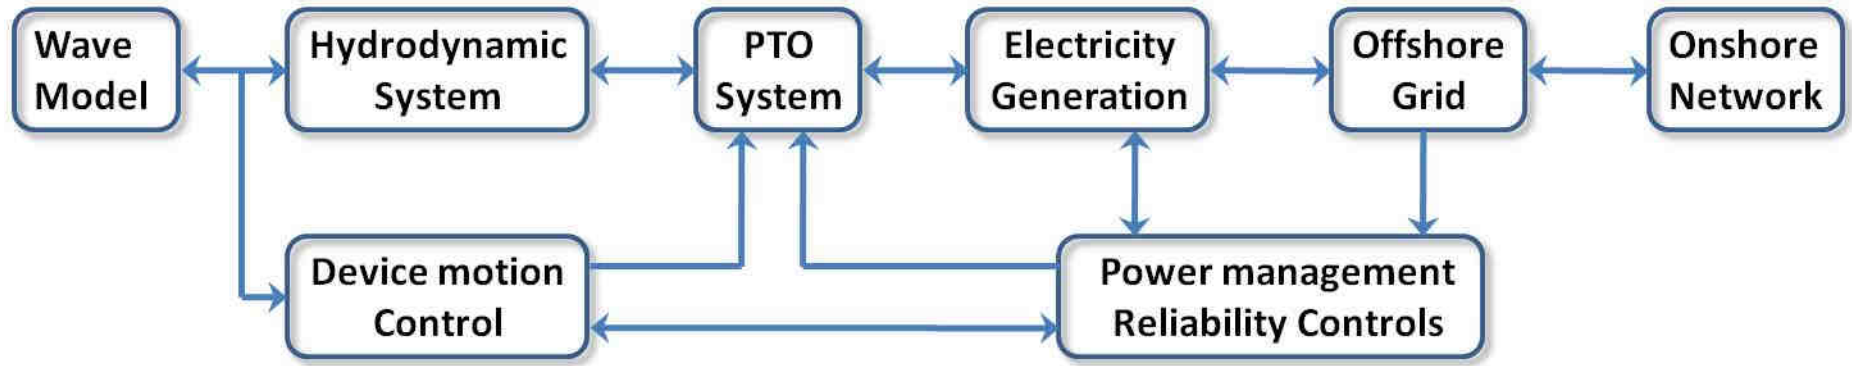 Wave
Model
Hydrodynamic
System
PTO
System
Electricity
Generation
Offshore
Grid
Onshore
Network
Device motion
Control
Power management
Reliability Controls